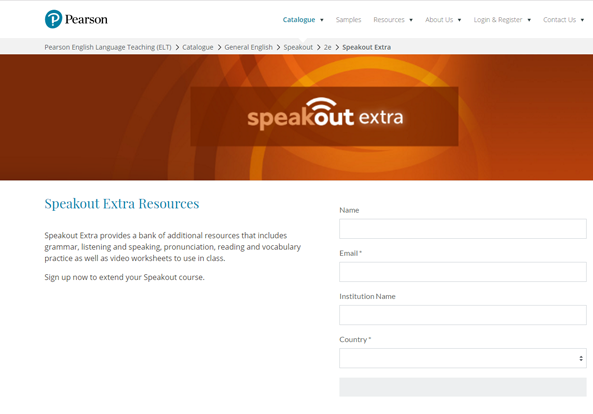 Pearson
Catalogue Samples Resources About Us Login & Register Contact Us
Pearson English Language Teaching (ELT) > Catalogue > General English > Speakout > 2e > Speakout Extra
speakout extra
Speakout Extra Resources
Speakout Extra provides a bank of additional resources that includes
grammar, listening and speaking, pronunciation, reading and vocabulary
practice as well as video worksheets to use in class.
Sign up now to extend your Speakout course.
Name
Email *
Institution Name
Country *